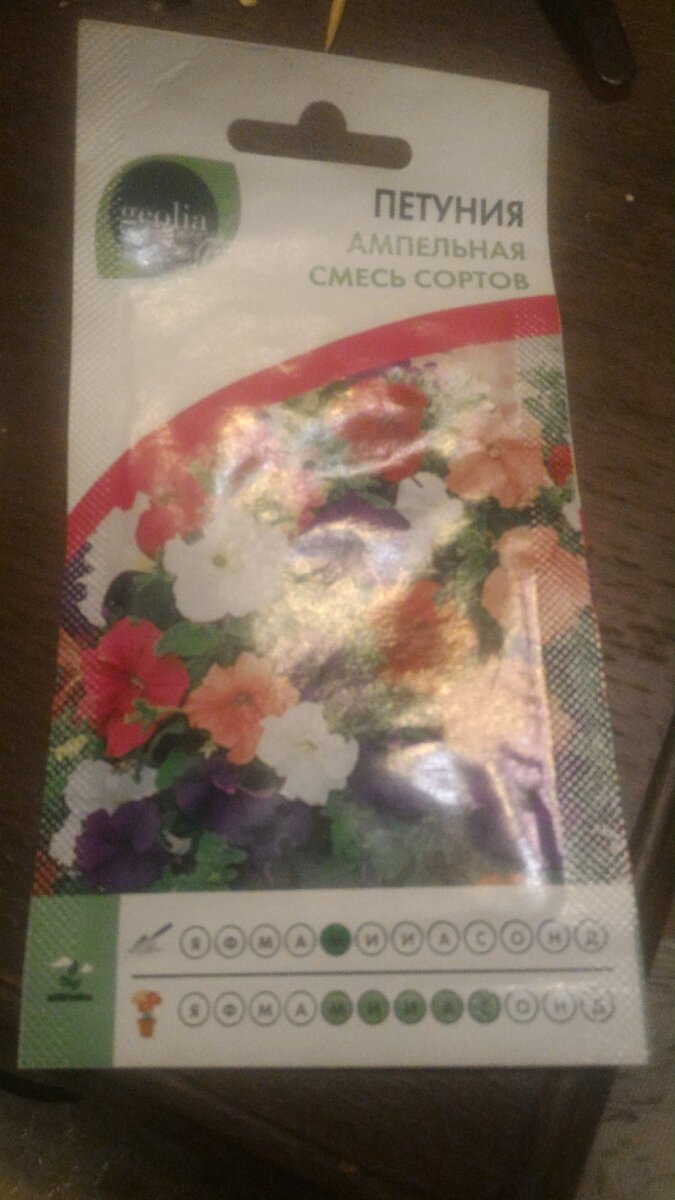 geolia
ПЕТУНИЯ
АМПЕЛЬНАЯ
СМЕСЬ СОРТОВ
Я Ф М А М И И А С О Н Д
Я Ф М А М И И А С О Н Д